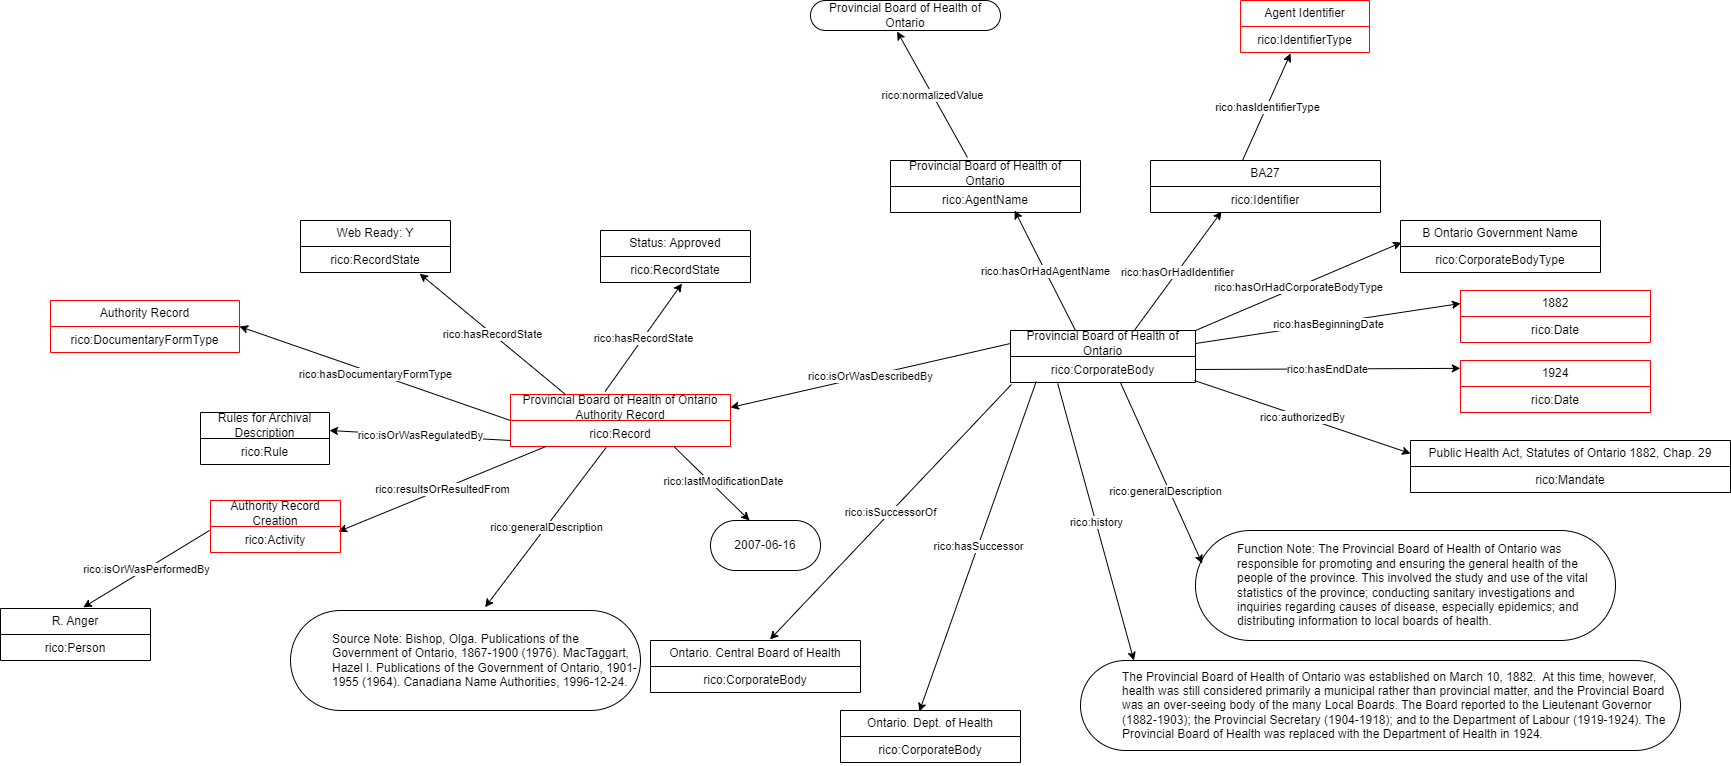 Provincial Board of Health of
Ontario
Agent Identifier
rico:IdentifierType
rico:normalizedValue
rico:hasIdentifierType
Provincial Board of Health of
Ontario
rico:AgentName
BA27
rico:Identifier
Web Ready: Y
rico:RecordState
Status: Approved
rico:RecordState
B Ontario Government Name
rico:CorporateBodyType
rico:hasOrHadAgentName
rico:hasOrHadIdentifier
rico:hasOrHadCorporateBodyType
Authority Record
rico:DocumentaryFormType
rico:hasRecordState
rico:hasRecordState
1882
rico:Date
rico:hasBeginningDate
Provincial Board of Health of
Ontario
rico:CorporateBody
rico:hasDocumentaryFormType
rico:isOrWasDescribedBy
rico:hasEndDate
1924
rico:Date
Provincial Board of Health of Ontario
Authority Record
rico:Record
Rules for Archival
Description
rico:Rule
rico:isOrWasRegulatedBy
rico:authorizedBy
Public Health Act, Statutes of Ontario 1882, Chap. 29
rico:Mandate
rico:resultsOrResultedFrom
rico:lastModificationDate
rico:generalDescription
Authority Record
Creation
rico:Activity
rico:generalDescription
2007-06-16
rico:isSuccessorOf
rico:history
rico:hasSuccessor
rico:isOrWasPerformedBy
R. Anger
rico:Person
Function Note: The Provincial Board of Health of Ontario was
responsible for promoting and ensuring the general health of the
people of the province. This involved the study and use of the vital
statistics of the province; conducting sanitary investigations and
inquiries regarding causes of disease, especially epidemics; and
distributing information to local boards of health.
Source Note: Bishop, Olga. Publications of the
Government of Ontario, 1867-1900 (1976). MacTaggart,
Hazel I. Publications of the Government of Ontario, 1901-
1955 (1964). Canadiana Name Authorities, 1996-12-24.
Ontario. Central Board of Health
rico:CorporateBody
Ontario. Dept. of Health
rico:CorporateBody
The Provincial Board of Health of Ontario was established on March 10, 1882.  At this time, however,
health was still considered primarily a municipal rather than provincial matter, and the Provincial Board
was an over-seeing body of the many Local Boards. The Board reported to the Lieutenant Governor
(1882-1903); the Provincial Secretary (1904-1918); and to the Department of Labour (1919-1924). The
Provincial Board of Health was replaced with the Department of Health in 1924.